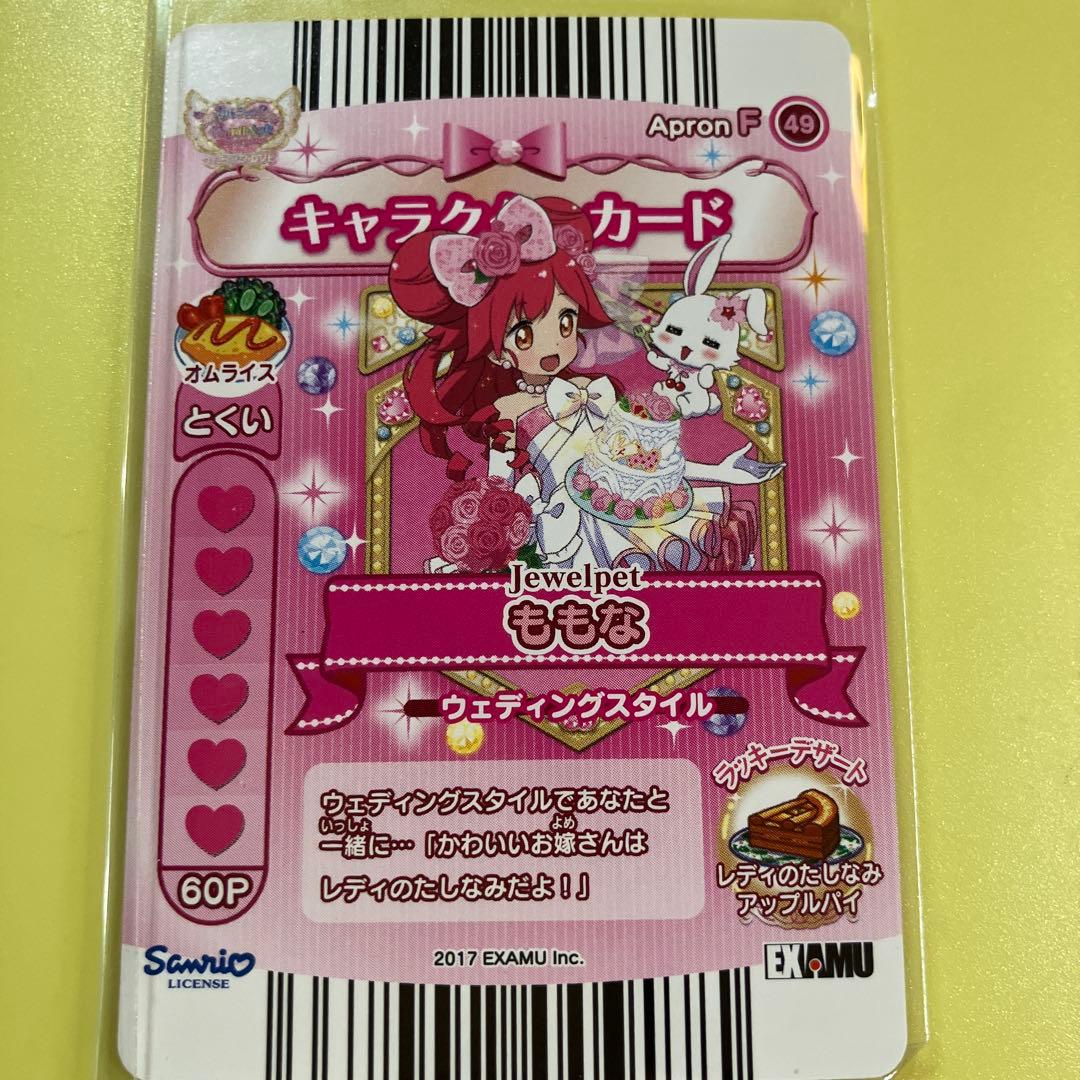 Apron F 49
キャラクターカード
オムライス
とくい
60P
Jewelpet
ももな
ウェディングスタイル
ラッキーデザート
レディのたしなみ
アップルパイ
ウェディングスタイルであなたと
一緒に…「かわいいお嫁さんは
いっしょ よめ
レディのたしなみだよ！」
Sanrio
LICENSE
2017 EXAMU Inc.
EXAMU